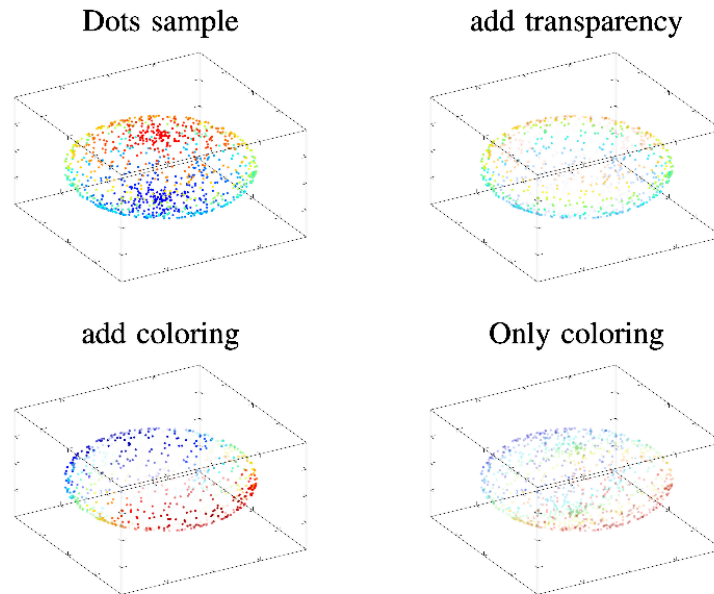 Dots sample
add transparency
add coloring
Only coloring